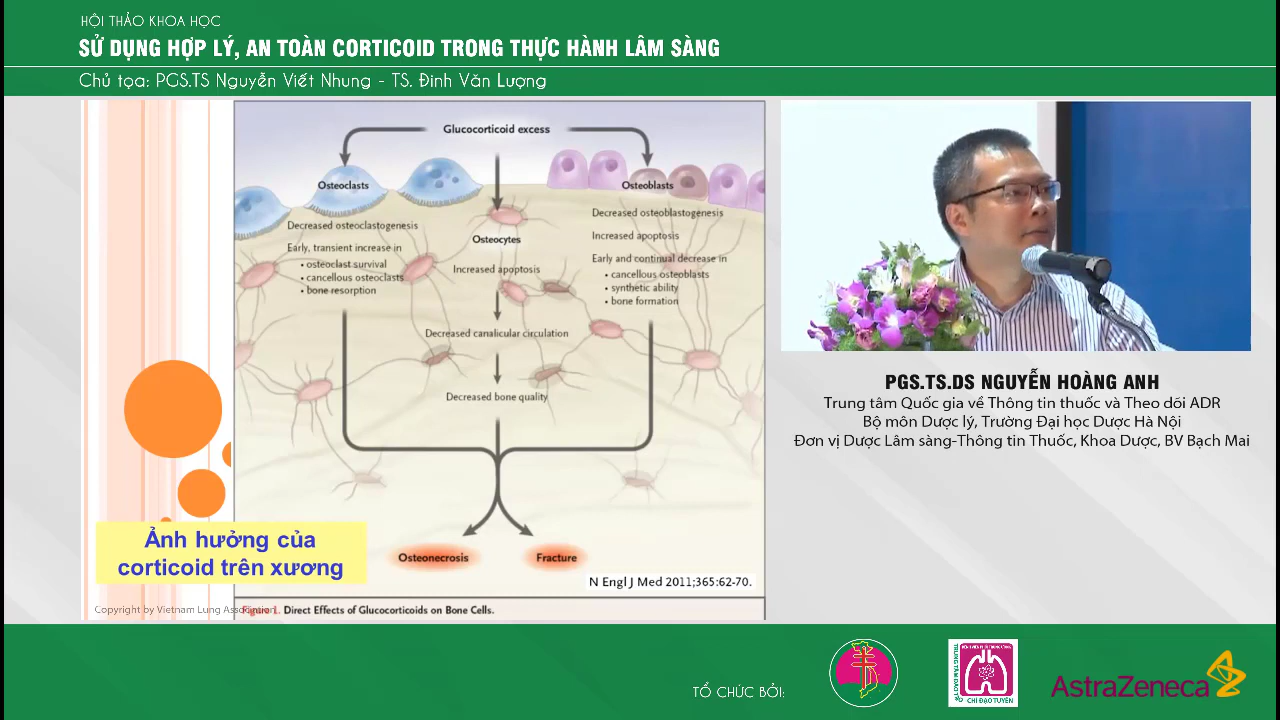 HỘI THẢO KHOA HỌC
SỬ DỤNG HỢP LÝ, AN TOÀN CORTICOID TRONG THỰC HÀNH LÂM SÀNG
Chủ tọa: PGS.TS Nguyễn Viết Nhung - TS. Đinh Văn Lượng
Glucocorticoid excess
Osteoclasts
Decreased osteoclastogenesis
Early, transient increase in
• osteoclast survival
• cancellous osteoclasts
• bone resorption
Osteocytes
Increased apoptosis
Decreased canalicular circulation
Decreased bone quality
Osteoblasts
Decreased osteoblastogenesis
Increased apoptosis
Early and continual decrease in
• cancellous osteoblasts
• synthetic ability
• bone formation
Osteonecrosis
Fracture
Ảnh hưởng của
corticoid trên xương
N Engl J Med 2011;365:62-70.
Copyright by Vietnam Lung Association
Figure 1. Direct Effects of Glucocorticoids on Bone Cells.
PGS.TS.DS NGUYỄN HOÀNG ANH
Trung tâm Quốc gia về Thông tin thuốc và Theo dõi ADR
Bộ môn Dược lý, Trường Đại học Dược Hà Nội
Đơn vị Dược Lâm sàng-Thông tin Thuốc, Khoa Dược, BV Bạch Mai
TỔ CHỨC BỞI:
CHỈ ĐẠO TUYẾN
AstraZeneca